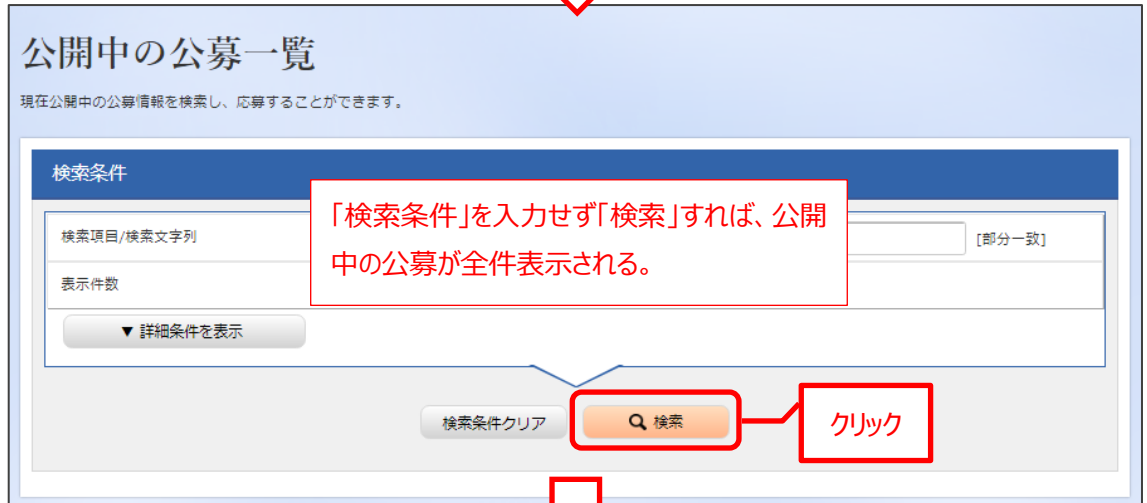 公開中の公募一覧
現在公開中の公募情報を検索し、応募することができます。
検索条件
「検索条件」を入力せず「検索」すれば、公開
中の公募が全件表示される。
検索項目/検索文字列
[部分一致]
表示件数
▼ 詳細条件を表示
検索条件クリア
検索
クリック